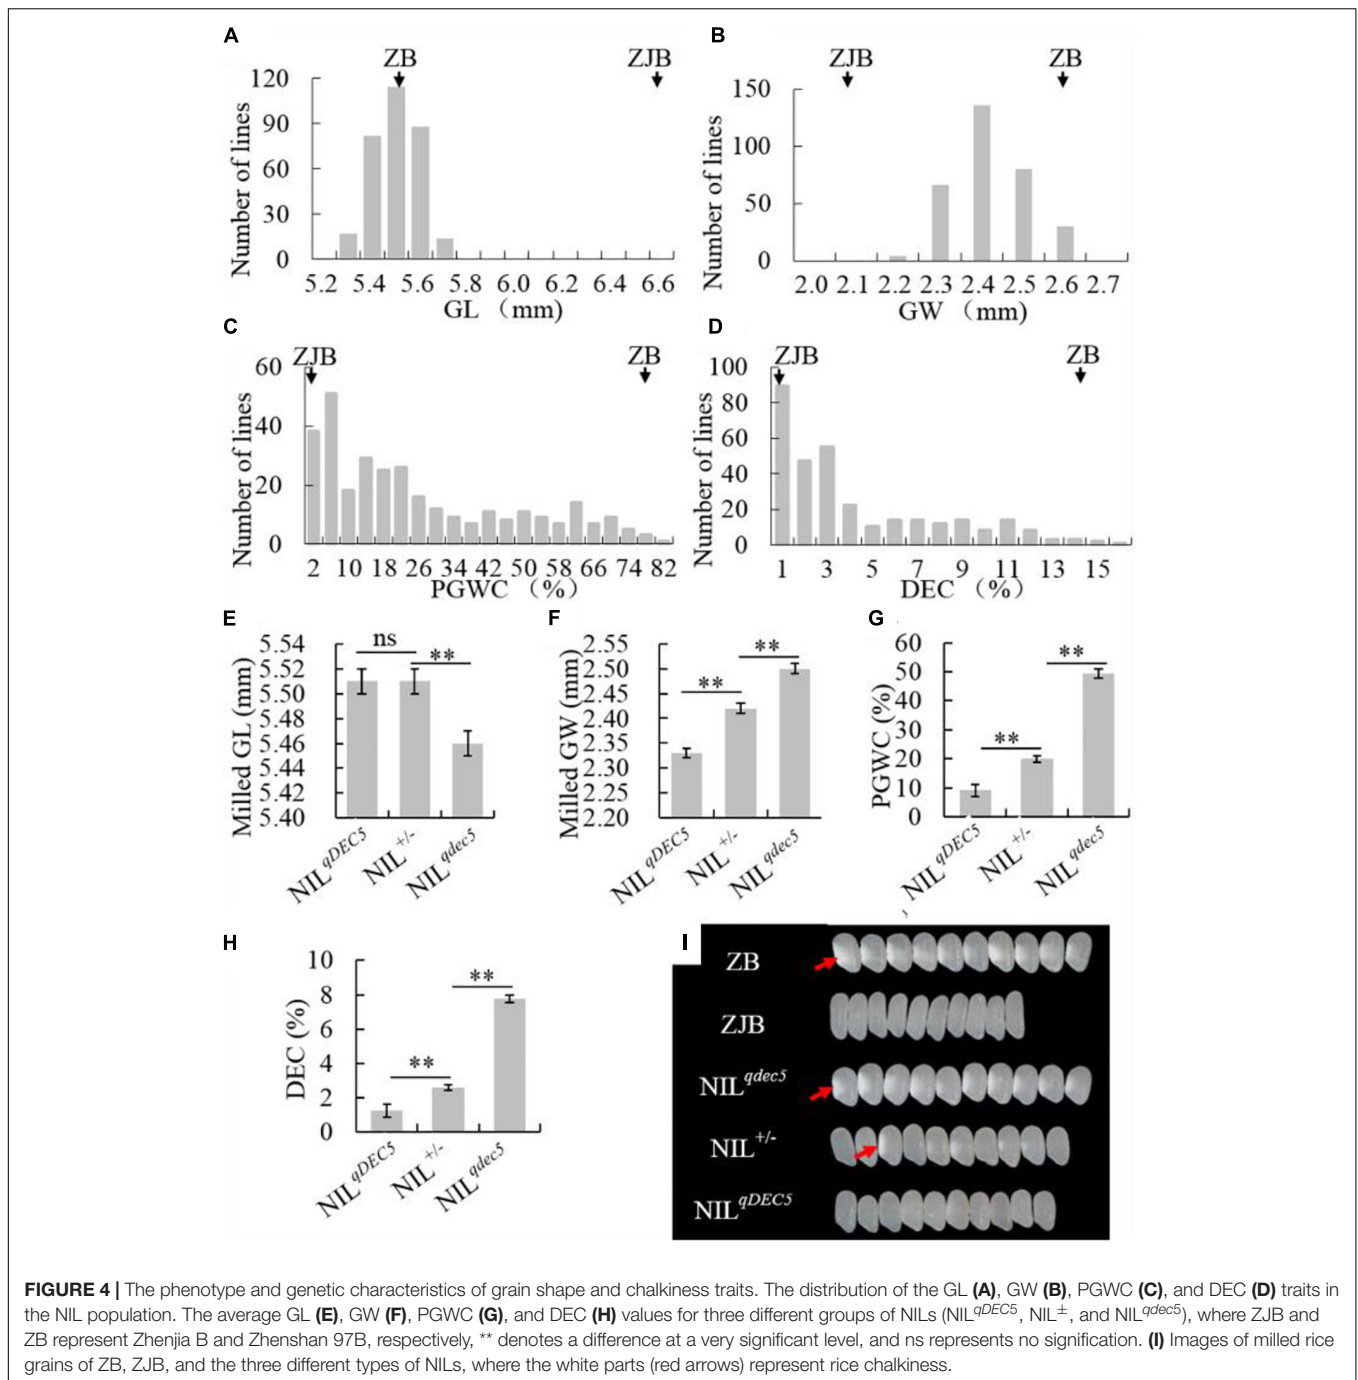 A
ZB
ZJB
120
90
60
30
0
Number of lines
5.2 5.4 5.6 5.8 6.0 6.2 6.4 6.6
GL （mm）
B
ZJB
ZB
150
100
50
0
Number of lines
2.0 2.1 2.2 2.3 2.4 2.5 2.6 2.7
GW （mm）
C
ZJB
ZB
60
40
20
0
Number of lines
2 10 18 26 34 42 50 58 66 74 82
PGWC （%）
D
ZJB
ZB
100
80
60
40
20
0
Number of lines
1 3 5 7 9 11 13 15
DEC （%）
E
5.54
5.52
5.50
5.48
5.46
5.44
5.42
5.40
Milled GL (mm)
ns
**
NIL^qDEC5
NIL^+/-
NIL^qdec5
F
2.55
2.50
2.45
2.40
2.35
2.30
2.25
2.20
Milled GW (mm)
**
**
NIL^qDEC5
NIL^+/-
NIL^qdec5
G
60
50
40
30
20
10
0
PGWC (%)
**
**
NIL^qDEC5
NIL^+/-
NIL^qdec5
H
10
8
6
4
2
0
DEC (%)
**
**
NIL^qDEC5
NIL^+/-
NIL^qdec5
I
ZB
ZJB
NIL^qdec5
NIL^+/-
NIL^qDEC5
FIGURE 4 | The phenotype and genetic characteristics of grain shape and chalkiness traits. The distribution of the GL (A), GW (B), PGWC (C), and DEC (D) traits in
the NIL population. The average GL (E), GW (F), PGWC (G), and DEC (H) values for three different groups of NILs (NIL^qDEC5, NIL^±, and NIL^qdec5), where ZJB and
ZB represent Zhenjia B and Zhenshan 97B, respectively, ** denotes a difference at a very significant level, and ns represents no signification. (I) Images of milled rice
grains of ZB, ZJB, and the three different types of NILs, where the white parts (red arrows) represent rice chalkiness.